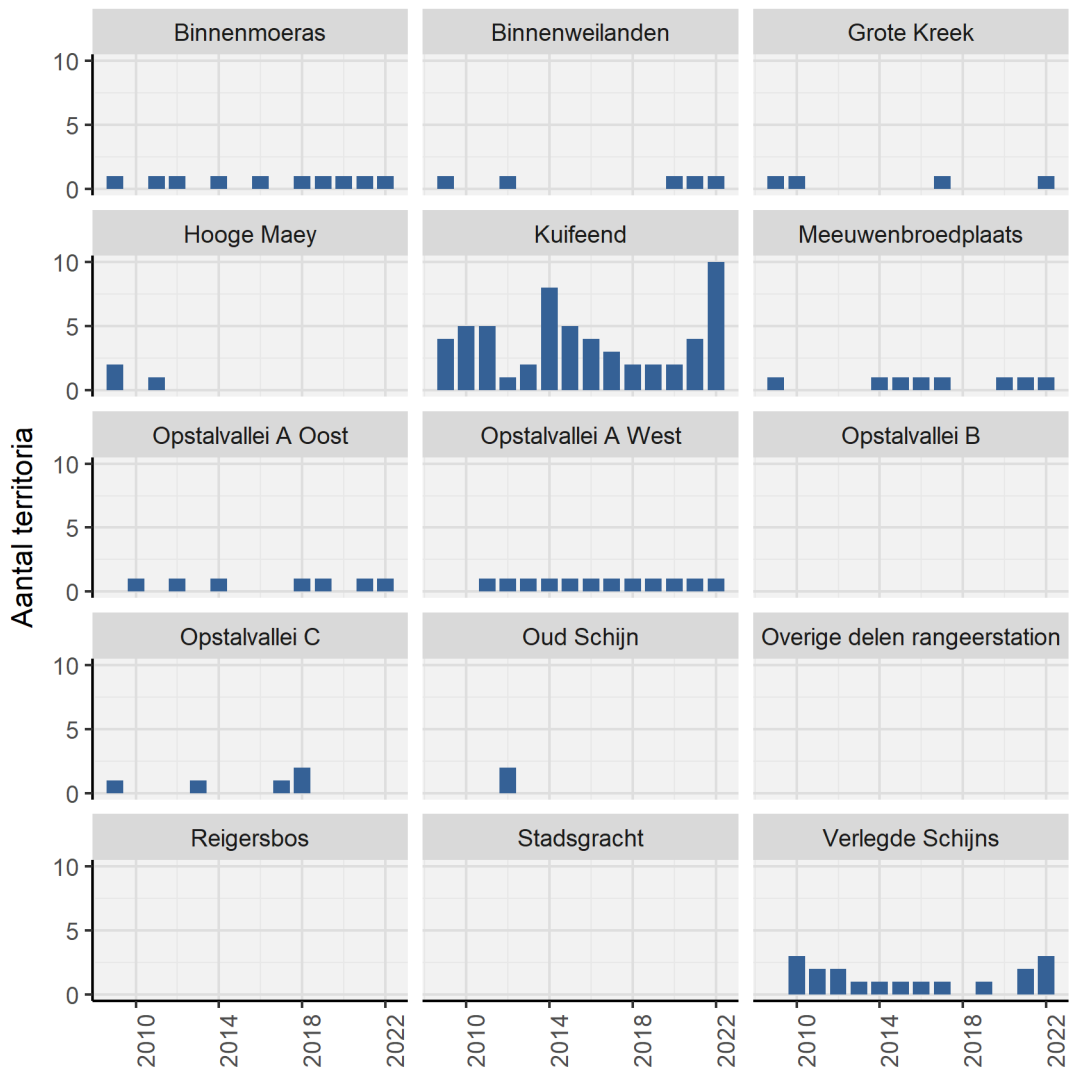 Binnenmoeras Binnenweilanden Grote Kreek
10
5
0
Hooge Maey Kuifeend Meeuwenbroedplaats
10
5
0
Opstalvallei A Oost Opstalvallei A West Opstalvallei B
10
5
0
Aantal territoria
Opstalvallei C Oud Schijn Overige delen rangeerstation
10
5
0
Reigersbos Stadsgracht Verlegde Schijns
10
5
0
2010 2014 2018 2022 2010 2014 2018 2022 2010 2014 2018 2022